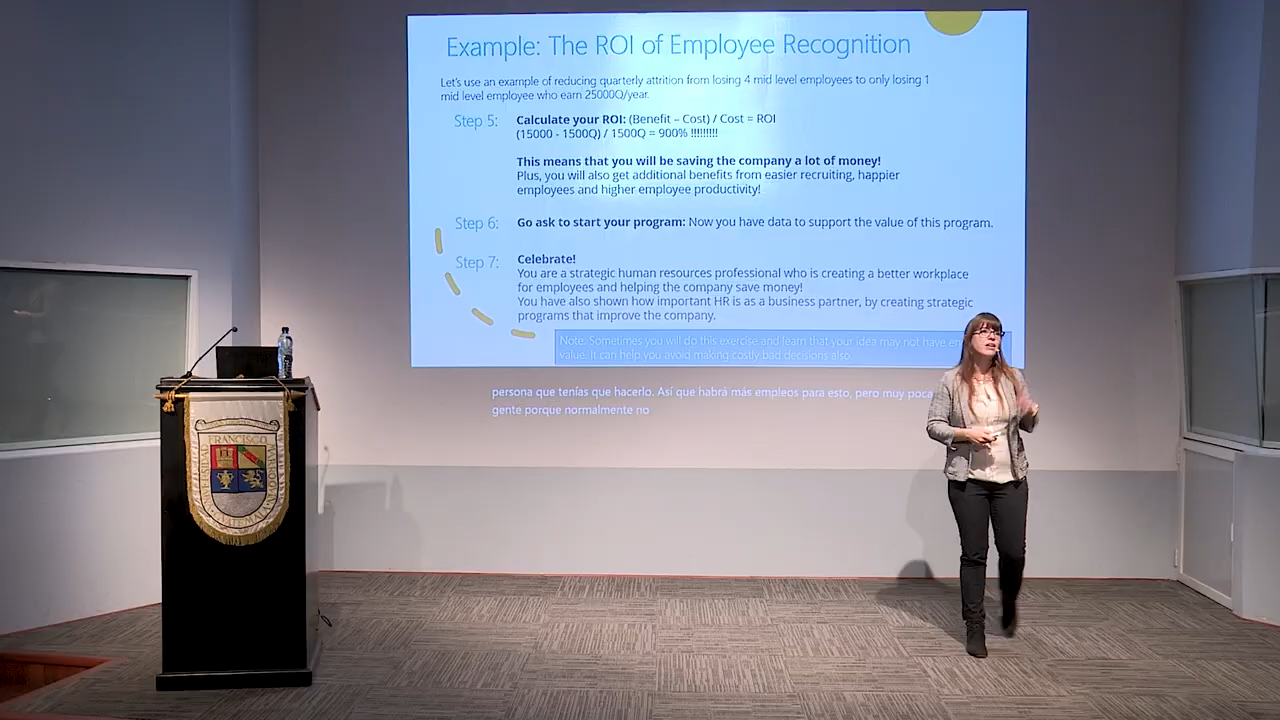 Example: The ROI of Employee Recognition
Let's use an example of reducing quarterly attrition from losing 4 mid level employees to only losing 1
mid level employee who earn 25000Q/year.
Step 5:
Calculate your ROI: (Benefit – Cost) / Cost = ROI
(15000 - 1500Q) / 1500Q = 900% !!!!!!!!!
This means that you will be saving the company a lot of money!
Plus, you will also get additional benefits from easier recruiting, happier
employees and higher employee productivity!
Step 6:
Go ask to start your program: Now you have data to support the value of this program.
Step 7:
Celebrate!
You are a strategic human resources professional who is creating a better workplace
for employees and helping the company save money!
You have also shown how important HR is as a business partner, by creating strategic
programs that improve the company.
Note: Sometimes you will do this exercise and learn that your idea may not have
value. It can help you avoid making costly bad decisions also.
persona que tenías que hacerlo. Así que habrá más empleos para esto, pero muy poca
gente porque normalmente no
FRANCISCO